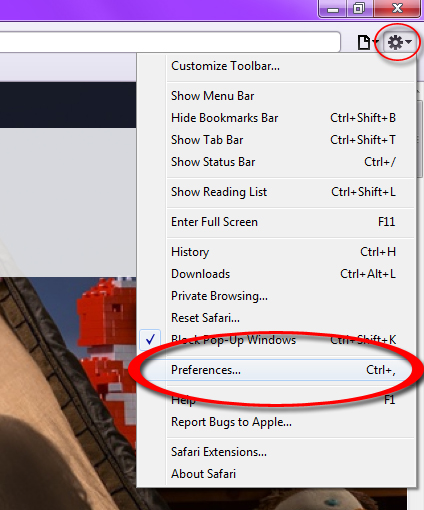 Customize Toolbar...
Show Menu Bar
Hide Bookmarks Bar Ctrl+Shift+B
Show Tab Bar Ctrl+Shift+T
Show Status Bar Ctrl+/
Show Reading List Ctrl+Shift+L
Enter Full Screen F11
History Ctrl+H
Downloads Ctrl+Alt+L
Private Browsing...
Reset Safari...
Block Pop-Up Windows Ctrl+Shift+K
Preferences... Ctrl+,
Help F1
Report Bugs to Apple...
Safari Extensions...
About Safari